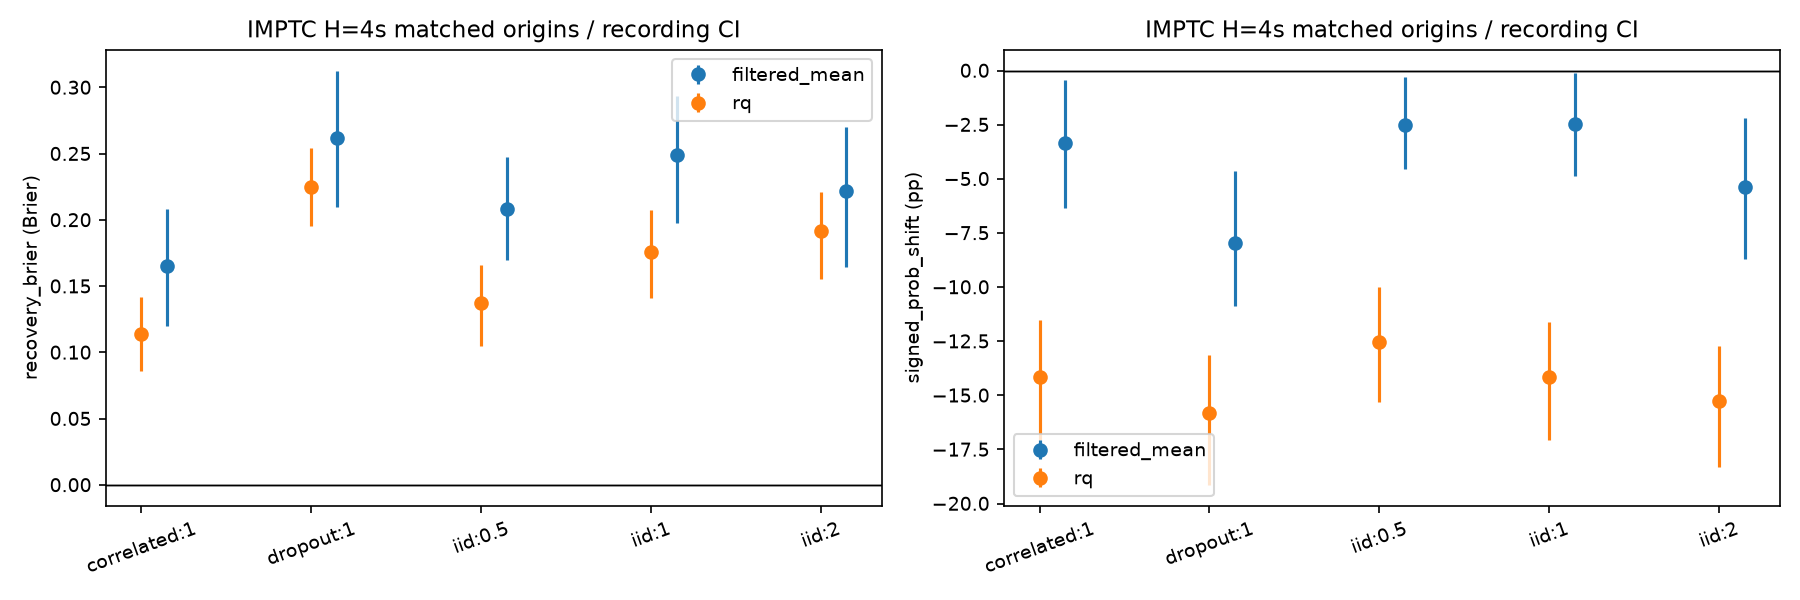 IMPTC H=4s matched origins / recording CI
recovery_brier (Brier)
0.30
0.25
0.20
0.15
0.10
0.05
0.00
filtered_mean
rq
correlated:1
dropout:1
iid:0.5
iid:1
iid:2
IMPTC H=4s matched origins / recording CI
signed_prob_shift (pp)
0.0
−2.5
−5.0
−7.5
−10.0
−12.5
−15.0
−17.5
−20.0
filtered_mean
rq
correlated:1
dropout:1
iid:0.5
iid:1
iid:2